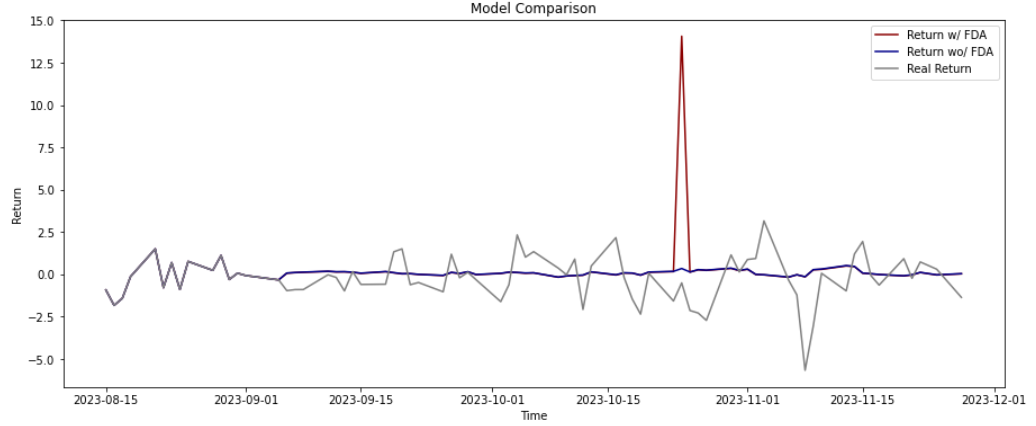 Model Comparison
Return w/ FDA
Return wo/ FDA
Real Return
15.0
12.5
10.0
7.5
5.0
2.5
0.0
−2.5
−5.0
Return
2023-08-15
2023-09-01
2023-09-15
2023-10-01
2023-10-15
2023-11-01
2023-11-15
2023-12-01
Time